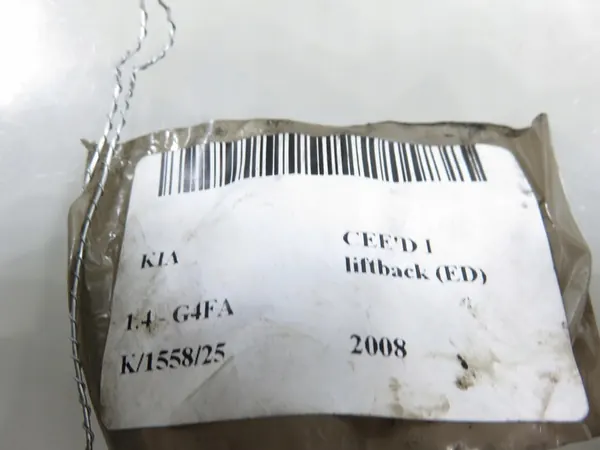 KIA
CEE'D I
liftback (ED)
1.4 - G4FA
K/1558/25
2008